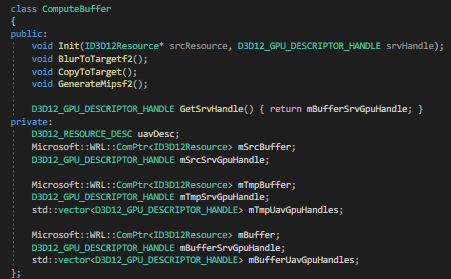 class ComputeBuffer
{
public:
    void Init(ID3D12Resource* srcResource, D3D12_GPU_DESCRIPTOR_HANDLE srvHandle);
    void BlurToTargetf2();
    void CopyToTarget();
    void GenerateMipsf2();

    D3D12_GPU_DESCRIPTOR_HANDLE GetSrvHandle() { return mBufferSrvGpuHandle; }
private:
    D3D12_RESOURCE_DESC uavDesc;
    Microsoft::WRL::ComPtr<ID3D12Resource> mSrcBuffer;
    D3D12_GPU_DESCRIPTOR_HANDLE mSrcSrvGpuHandle;

    Microsoft::WRL::ComPtr<ID3D12Resource> mTmpBuffer;
    D3D12_GPU_DESCRIPTOR_HANDLE mTmpSrvGpuHandle;
    std::vector<D3D12_GPU_DESCRIPTOR_HANDLE> mTmpUavGpuHandles;

    Microsoft::WRL::ComPtr<ID3D12Resource> mBuffer;
    D3D12_GPU_DESCRIPTOR_HANDLE mBufferSrvGpuHandle;
    std::vector<D3D12_GPU_DESCRIPTOR_HANDLE> mBufferUavGpuHandles;
};